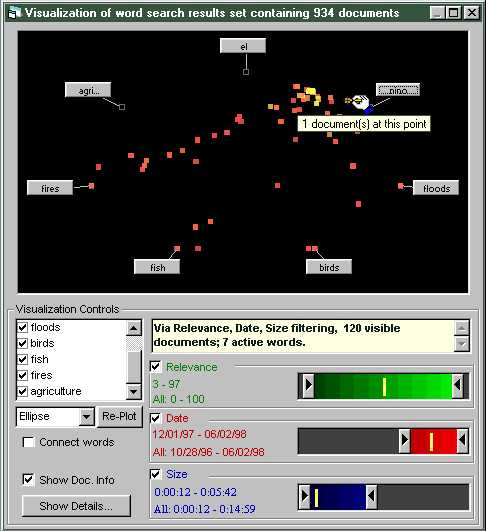 Visualization of word search results set containing 934 documents
el
agri...
....nino....
1 document(s) at this point
fires
floods
fish
birds
Visualization Controls
floods
birds
fish
fires
agriculture
Via Relevance, Date, Size filtering, 120 visible
documents; 7 active words.
Relevance
3 - 97
All: 0 - 100
Ellipse
Re-Plot
Date
12/01/97 - 06/02/98
All: 10/28/96 - 06/02/98
Connect words
Show Doc. Info
Size
0:00:12 - 0:05:42
All: 0:00:12 - 0:14:59
Show Details...